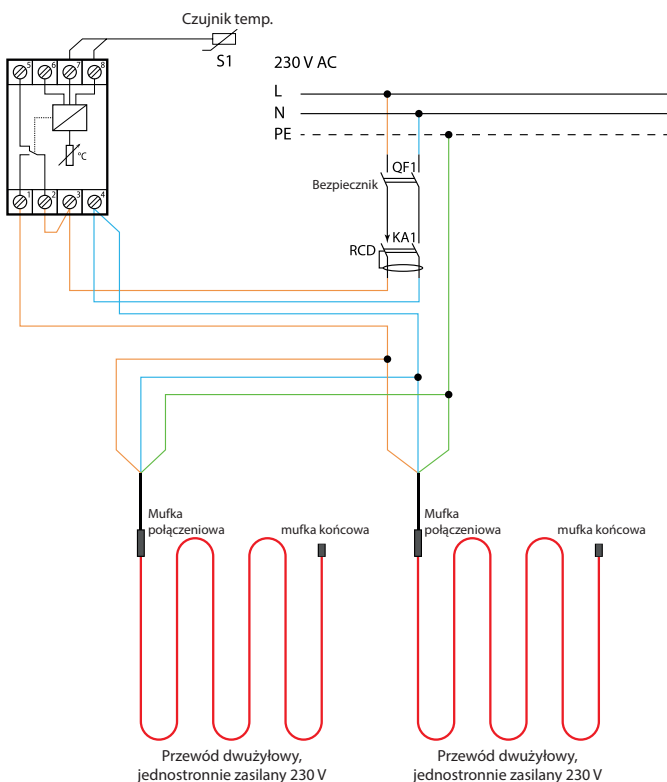 Czujnik temp.
S1
230 V AC
5 6 7 8
L
N
PE
°C
QF1
Bezpiecznik
1 2 3 4
KA1
RCD
Mufka
połączeniowa
mufka końcowa
Mufka
połączeniowa
mufka końcowa
Przewód dwużyłowy,
jednostronnie zasilany 230 V
Przewód dwużyłowy,
jednostronnie zasilany 230 V